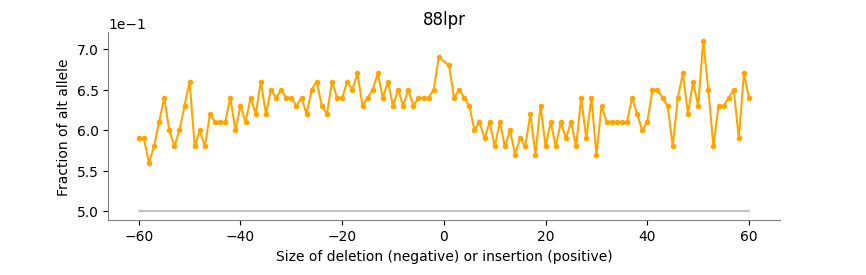 88lpr
1e−1
7.0
6.5
6.0
5.5
5.0
Fraction of alt allele
−60 −40 −20 0 20 40 60
Size of deletion (negative) or insertion (positive)